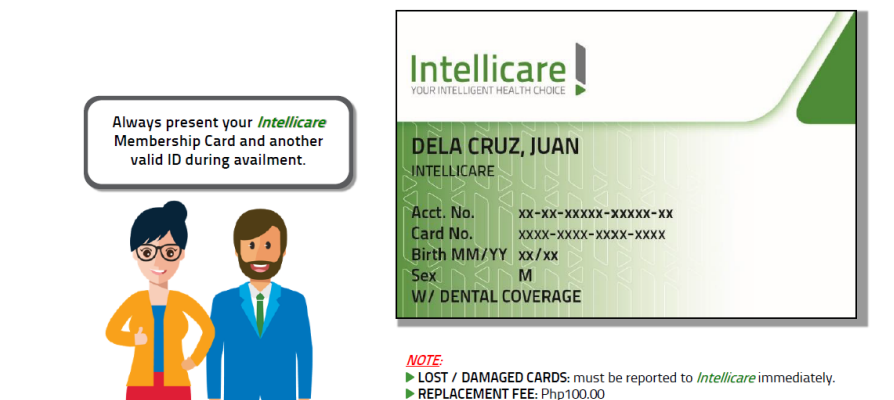 Always present your Intellicare
Membership Card and another
valid ID during availment.
Intellicare
YOUR INTELLIGENT HEALTH CHOICE
DELA CRUZ, JUAN
INTELLICARE
Acct. No. xx-xx-xxxxx-xxxxx-xx
Card No. xxxx-xxxx-xxxx-xxxx
Birth MM/YY xx/xx
Sex M
W/ DENTAL COVERAGE
NOTE:
LOST / DAMAGED CARDS: must be reported to Intellicare immediately.
REPLACEMENT FEE: Php100.00